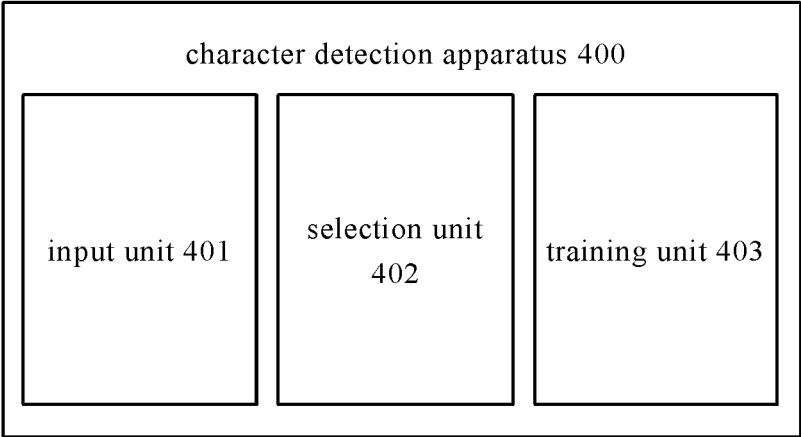 character detection apparatus 400
input unit 401
selection unit
402
training unit 403